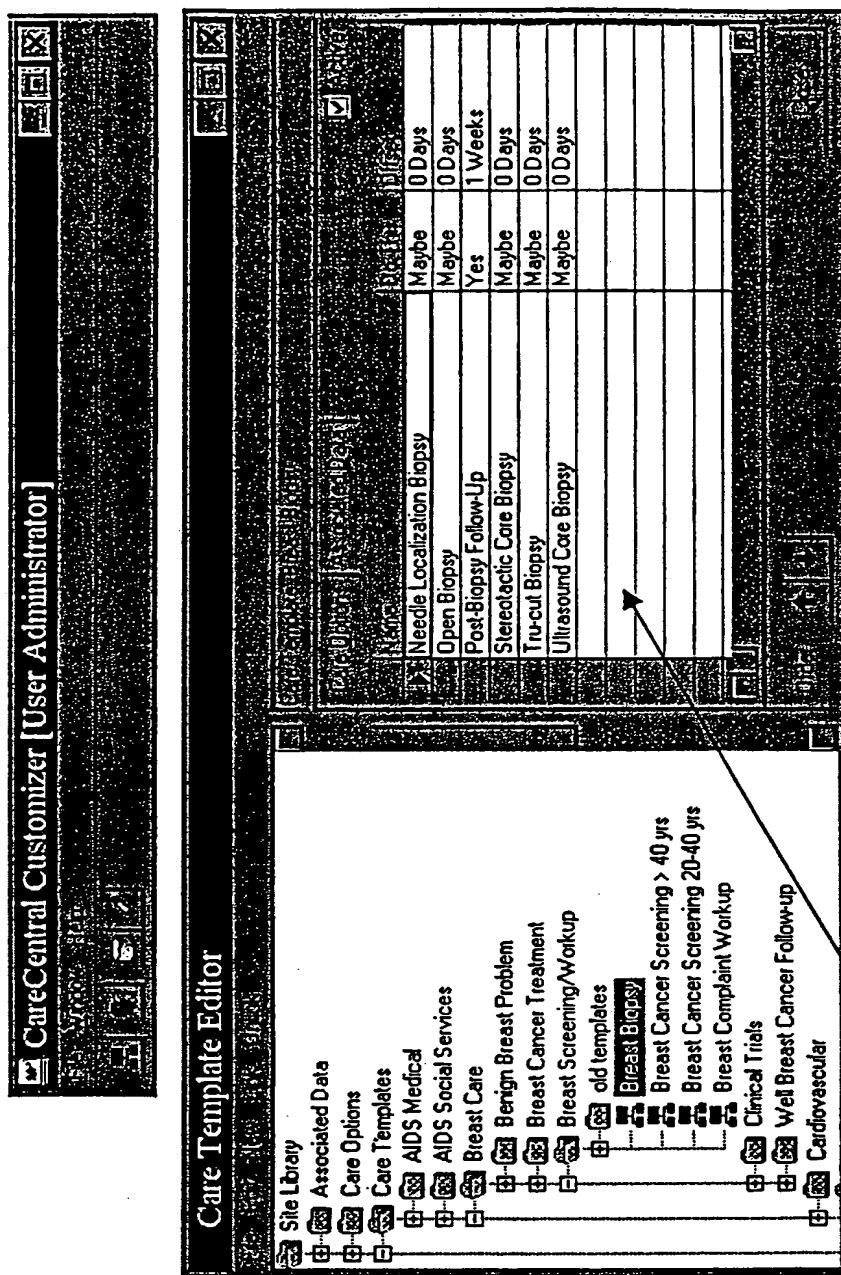 CareCentral Customizer [User Administrator]
Care Template Editor
Site Library
Associated Data
Care Options
Care Templates
AIDS Medical
AIDS Social Services
Breast Care
Benign Breast Problem
Breast Cancer Treatment
Breast Screening/Workup
old templates
Breast Biopsy
Breast Cancer Screening > 40 yrs
Breast Cancer Screening 20-40 yrs
Breast Complaint Workup
Clinical Trials
Well Breast Cancer Follow-up
Cardiovascular
Name
Needle Localization Biopsy Maybe 0 Days
Open Biopsy Maybe 0 Days
Post-Biopsy Follow-Up Yes 1 Weeks
Stereotactic Core Biopsy Maybe 0 Days
Tru-cut Biopsy Maybe 0 Days
Ultrasound Core Biopsy Maybe 0 Days